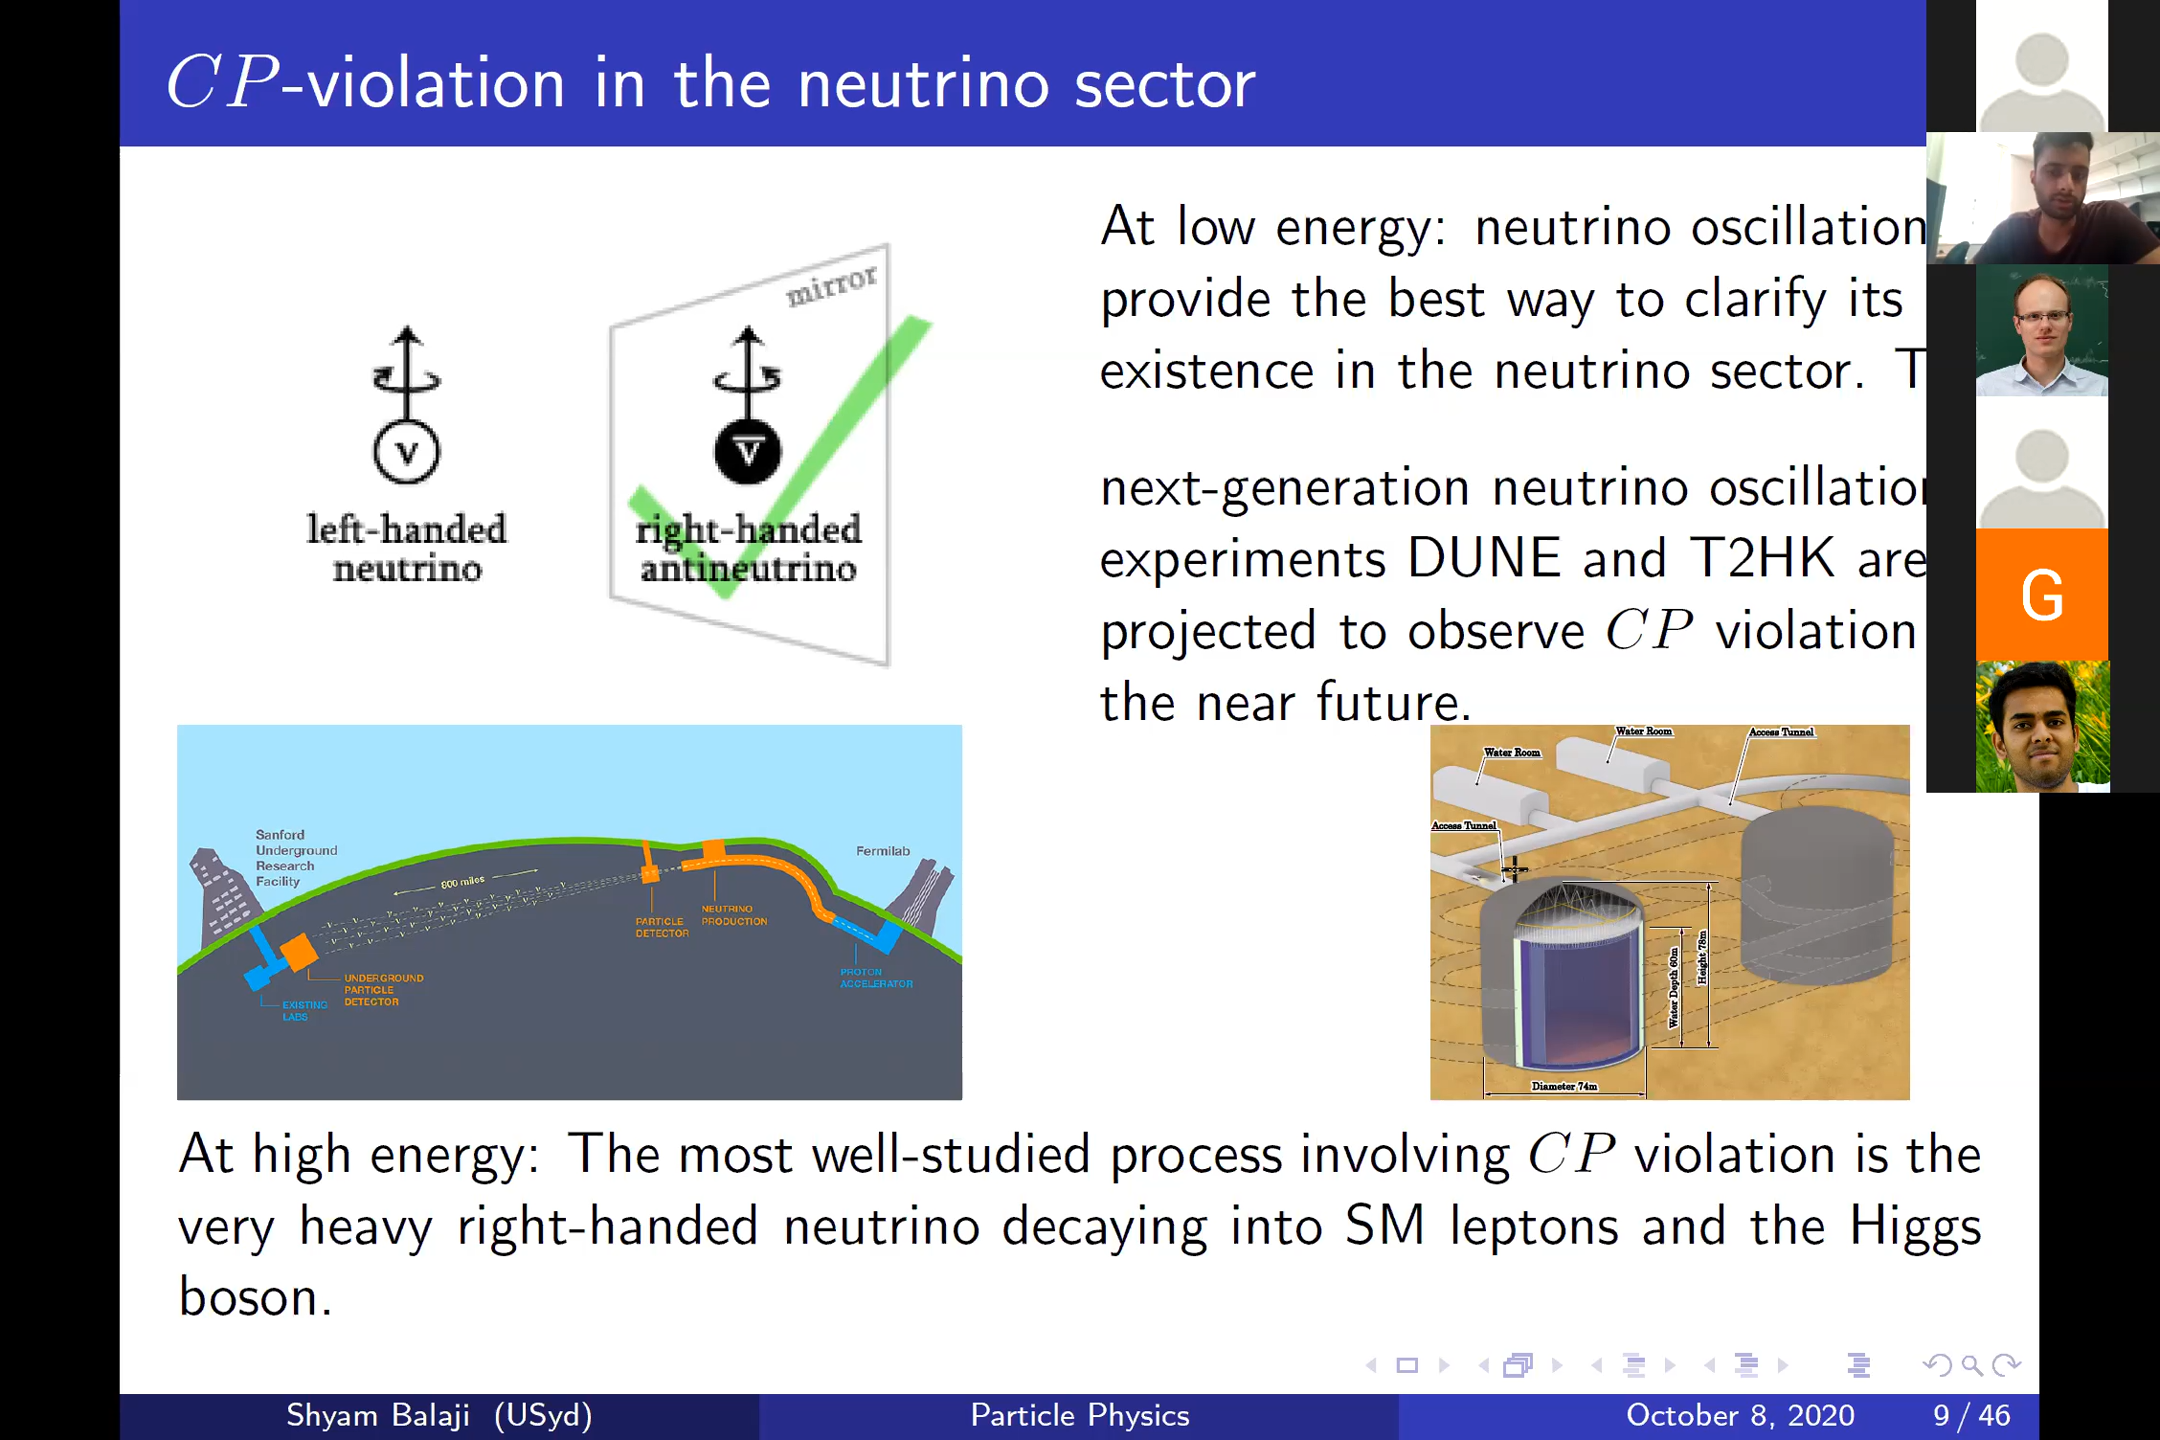 CP-violation in the neutrino sector
mirror
ν
ν̅
left-handed
neutrino
right-handed
antineutrino
At low energy: neutrino oscillation
provide the best way to clarify its
existence in the neutrino sector. T
next-generation neutrino oscillation
experiments DUNE and T2HK are
projected to observe CP violation
the near future.
G
Sanford
Underground
Research
Facility
800 miles
Fermilab
PARTICLE
DETECTOR
NEUTRINO
PRODUCTION
PROTON
ACCELERATOR
UNDERGROUND
PARTICLE
DETECTOR
EXISTING
LABS
Water Room
Water Room
Access Tunnel
Access Tunnel
Water Depth 60m
Height 78m
Diameter 74m
At high energy: The most well-studied process involving CP violation is the
very heavy right-handed neutrino decaying into SM leptons and the Higgs
boson.
Shyam Balaji (USyd)
Particle Physics
October 8, 2020
9 / 46